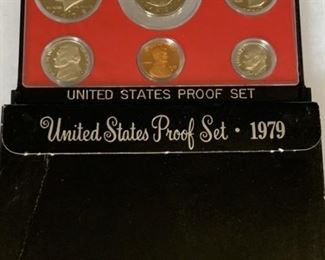 UNITED STATES PROOF SET
United States Proof Set • 1979